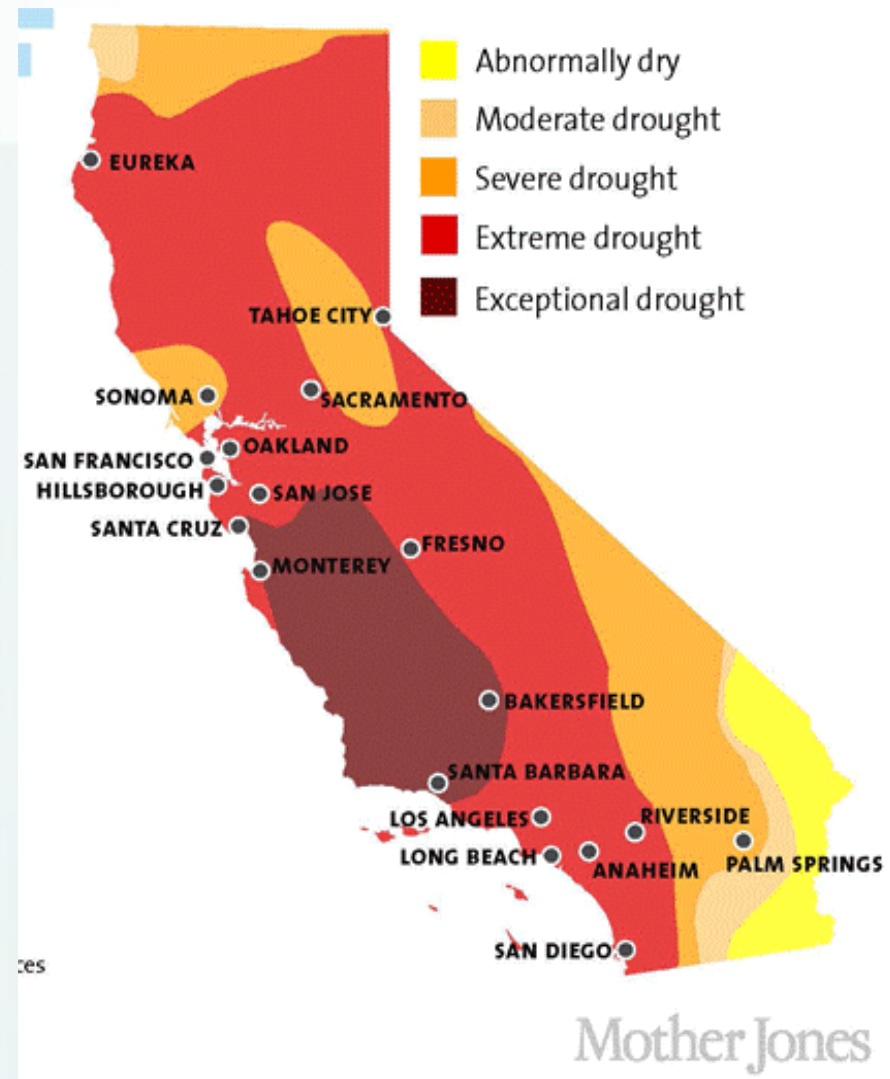 Abnormally dry
Moderate drought
Severe drought
Extreme drought
Exceptional drought
EUREKA
TAHOE CITY
SONOMA
SACRAMENTO
OAKLAND
SAN FRANCISCO
HILLSBOROUGH
SAN JOSE
SANTA CRUZ
FRESNO
MONTEREY
BAKERSFIELD
SANTA BARBARA
LOS ANGELES
RIVERSIDE
LONG BEACH
ANAHEIM
PALM SPRINGS
SAN DIEGO
ces
Mother Jones